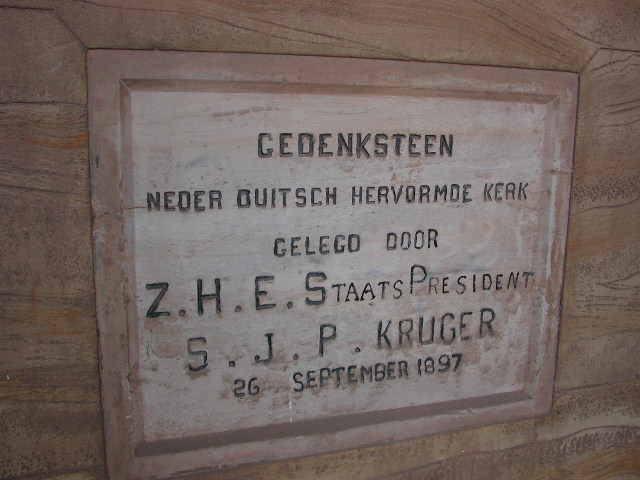 GEDENKSTEEN
NEDER DUITSCH HERVORMDE KERK
GELEGD DOOR
Z.H.E. STAATS PRESIDENT
S.J.P. KRUGER
26 SEPTEMBER 1897